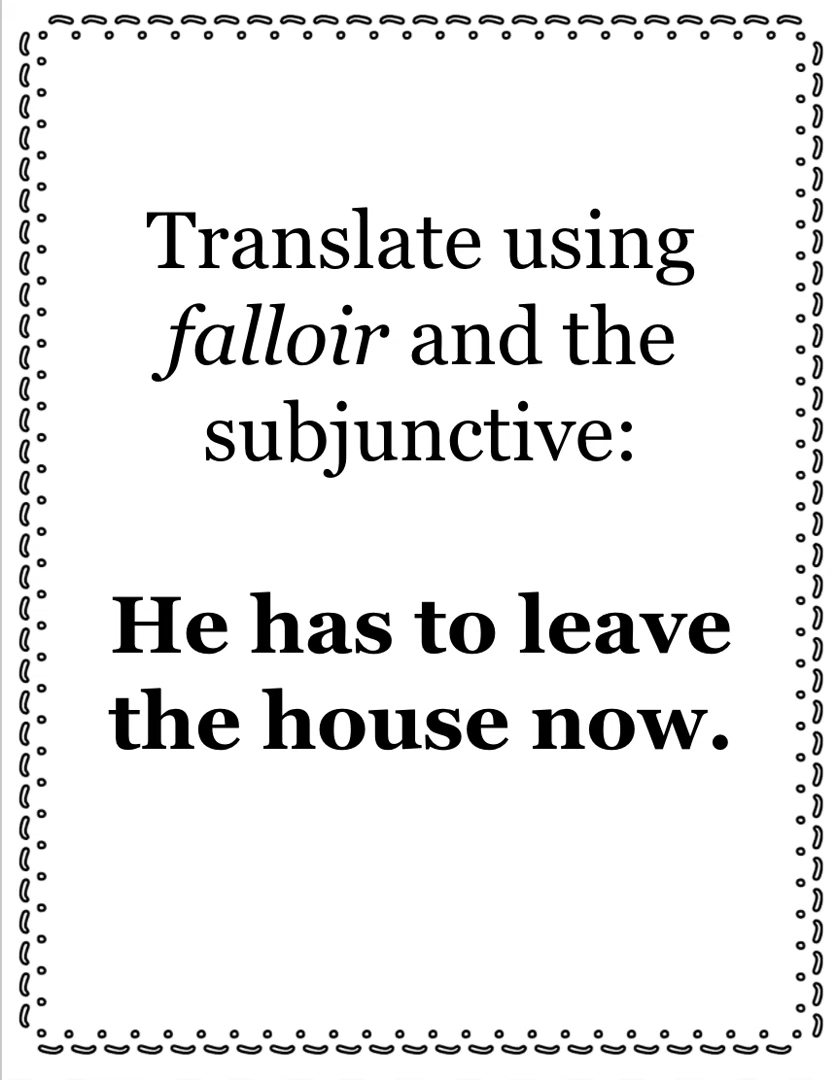 Translate using
falloir and the
subjunctive:
He has to leave
the house now.